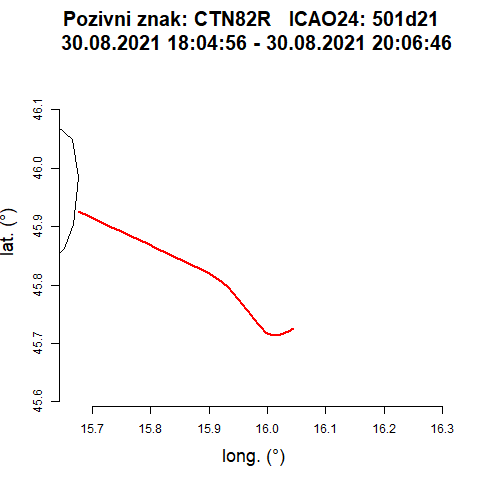 Pozivni znak: CTN82R   ICAO24: 501d21
30.08.2021 18:04:56 - 30.08.2021 20:06:46
46.1
46.0
45.9
45.8
45.7
45.6
lat. (°)
15.7 15.8 15.9 16.0 16.1 16.2 16.3
long. (°)